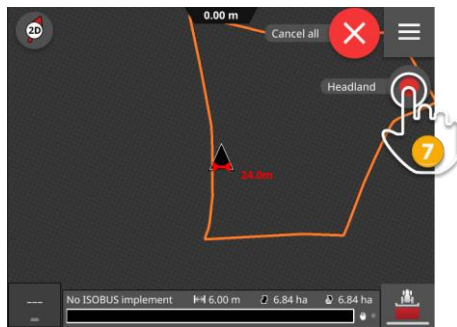 0.00 m
2D
Cancel all
Headland
7
24.0m
No ISOBUS implement 6.00 m 6.84 ha 6.84 ha
---